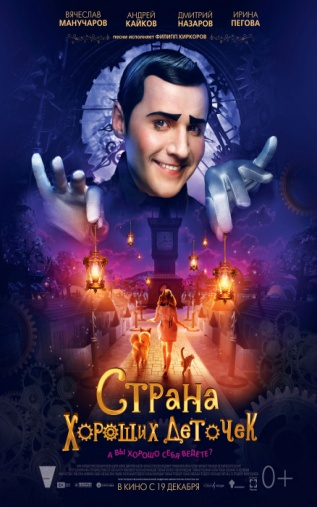 ВЯЧЕСЛАВ АНДРЕЙ ДМИТРИЙ ИРИНА
МАНУЧАРОВ КАЙКОВ НАЗАРОВ ПЕГОВА
ПЕСНИ ИСПОЛНЯЕТ ФИЛИПП КИРКОРОВ
СТРАНА
ХОРОШИХ ДЕТОЧЕК
А ВЫ ХОРОШО СЕБЯ ВЕДЕТЕ?
В КИНО С 19 ДЕКАБРЯ
0+